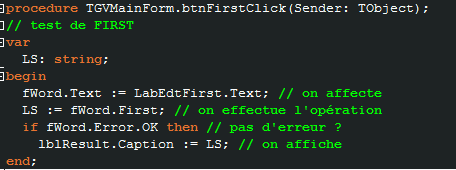 procedure TGVMainForm.btnFirstClick(Sender: TObject);
// test de FIRST
var
  LS: string;
begin
  fWord.Text := LabEdtFirst.Text; // on affecte
  LS := fWord.First; // on effectue l'opération
  if fWord.Error.OK then // pas d'erreur ?
    lblResult.Caption := LS; // on affiche
end;